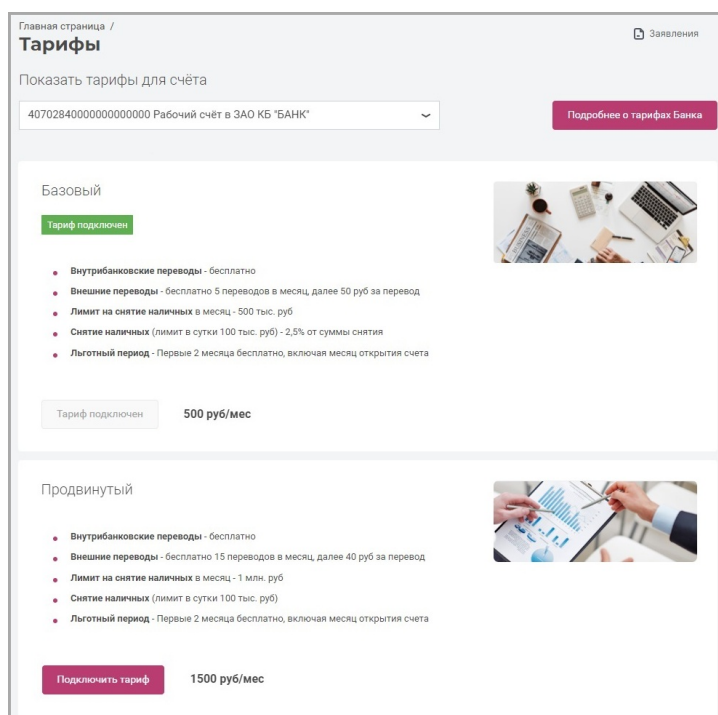 Главная страница /
Тарифы
Заявления
Показать тарифы для счёта
40702840000000000000 Рабочий счёт в ЗАО КБ "БАНК"
Подробнее о тарифах Банка
Базовый
Тариф подключен
Внутрибанковские переводы - бесплатно
Внешние переводы - бесплатно 5 переводов в месяц, далее 50 руб за перевод
Лимит на снятие наличных в месяц - 500 тыс. руб
Снятие наличных (лимит в сутки 100 тыс. руб) - 2,5% от суммы снятия
Льготный период - Первые 2 месяца бесплатно, включая месяц открытия счета
Тариф подключен
500 руб/мес
Продвинутый
Внутрибанковские переводы - бесплатно
Внешние переводы - бесплатно 15 переводов в месяц, далее 40 руб за перевод
Лимит на снятие наличных в месяц - 1 млн. руб
Снятие наличных (лимит в сутки 100 тыс. руб)
Льготный период - Первые 2 месяца бесплатно, включая месяц открытия счета
Подключить тариф
1500 руб/мес